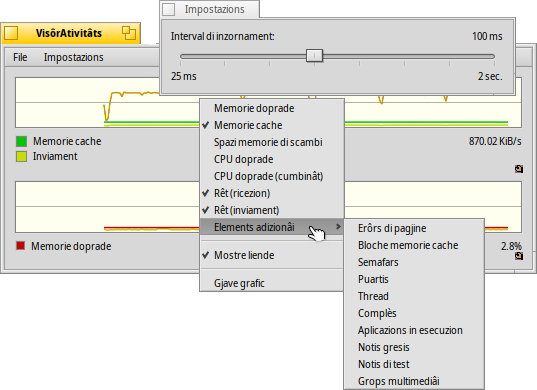 Impostazions
Interval di inzornament:
100 ms
25 ms
2 sec.
VisôrAtivitâts
File
Impostazions
Memorie cache
870.02 KiB/s
Inviament
Memorie doprade
2.8%
Memorie doprade
Memorie cache
Spazi memorie di scambi
CPU doprade
CPU doprade (cumbinât)
Rêt (ricezion)
Rêt (inviament)
Elements adizionâi
Mostre liende
Gjave grafic
Erôrs di pagjine
Bloche memorie cache
Semafars
Puartis
Thread
Complès
Aplicazions in esecuzion
Notis gresis
Notis di test
Grops multimediâi